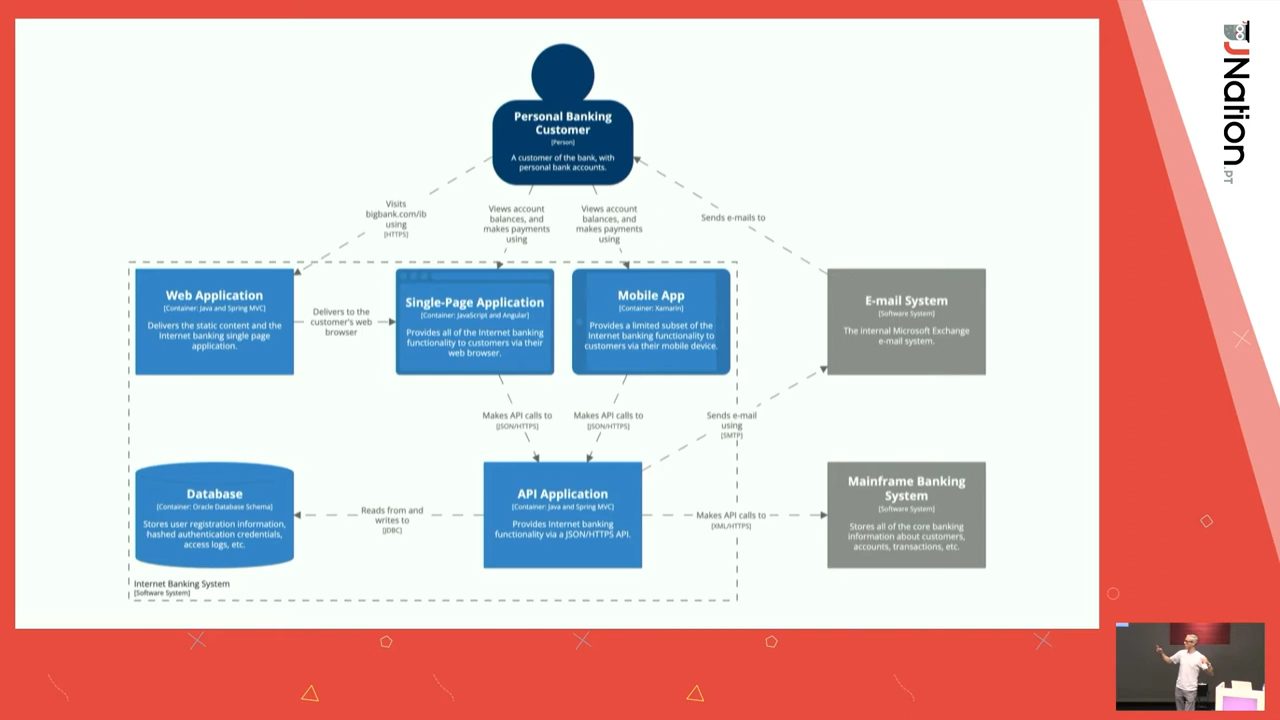 Personal Banking
Customer
[Person]
A customer of the bank, with
personal bank accounts.
Visits
bigbank.com/ib
using
[HTTPS]
Views account
balances, and
makes payments
using
Views account
balances, and
makes payments
using
Sends e-mails to
Web Application
[Container: Java and Spring MVC]
Delivers the static content and the
Internet banking single page
application.
Delivers to the
customer's web
browser
Single-Page Application
[Container: JavaScript and Angular]
Provides all of the Internet banking
functionality to customers via their
web browser.
Mobile App
[Container: Xamarin]
Provides a limited subset of the
Internet banking functionality to
customers via their mobile device.
E-mail System
[Software System]
The internal Microsoft Exchange
e-mail system.
Makes API calls to
[JSON/HTTPS]
Makes API calls to
[JSON/HTTPS]
Sends e-mail
using
[SMTP]
Database
[Container: Oracle Database Schema]
Stores user registration information,
hashed authentication credentials,
access logs, etc.
Reads from and
writes to
[JDBC]
API Application
[Container: Java and Spring MVC]
Provides Internet banking
functionality via a JSON/HTTPS API.
Makes API calls to
[XML/HTTPS]
Mainframe Banking
System
[Software System]
Stores all of the core banking
information about customers,
accounts, transactions, etc.
Internet Banking System
[Software System]
JNation.PT